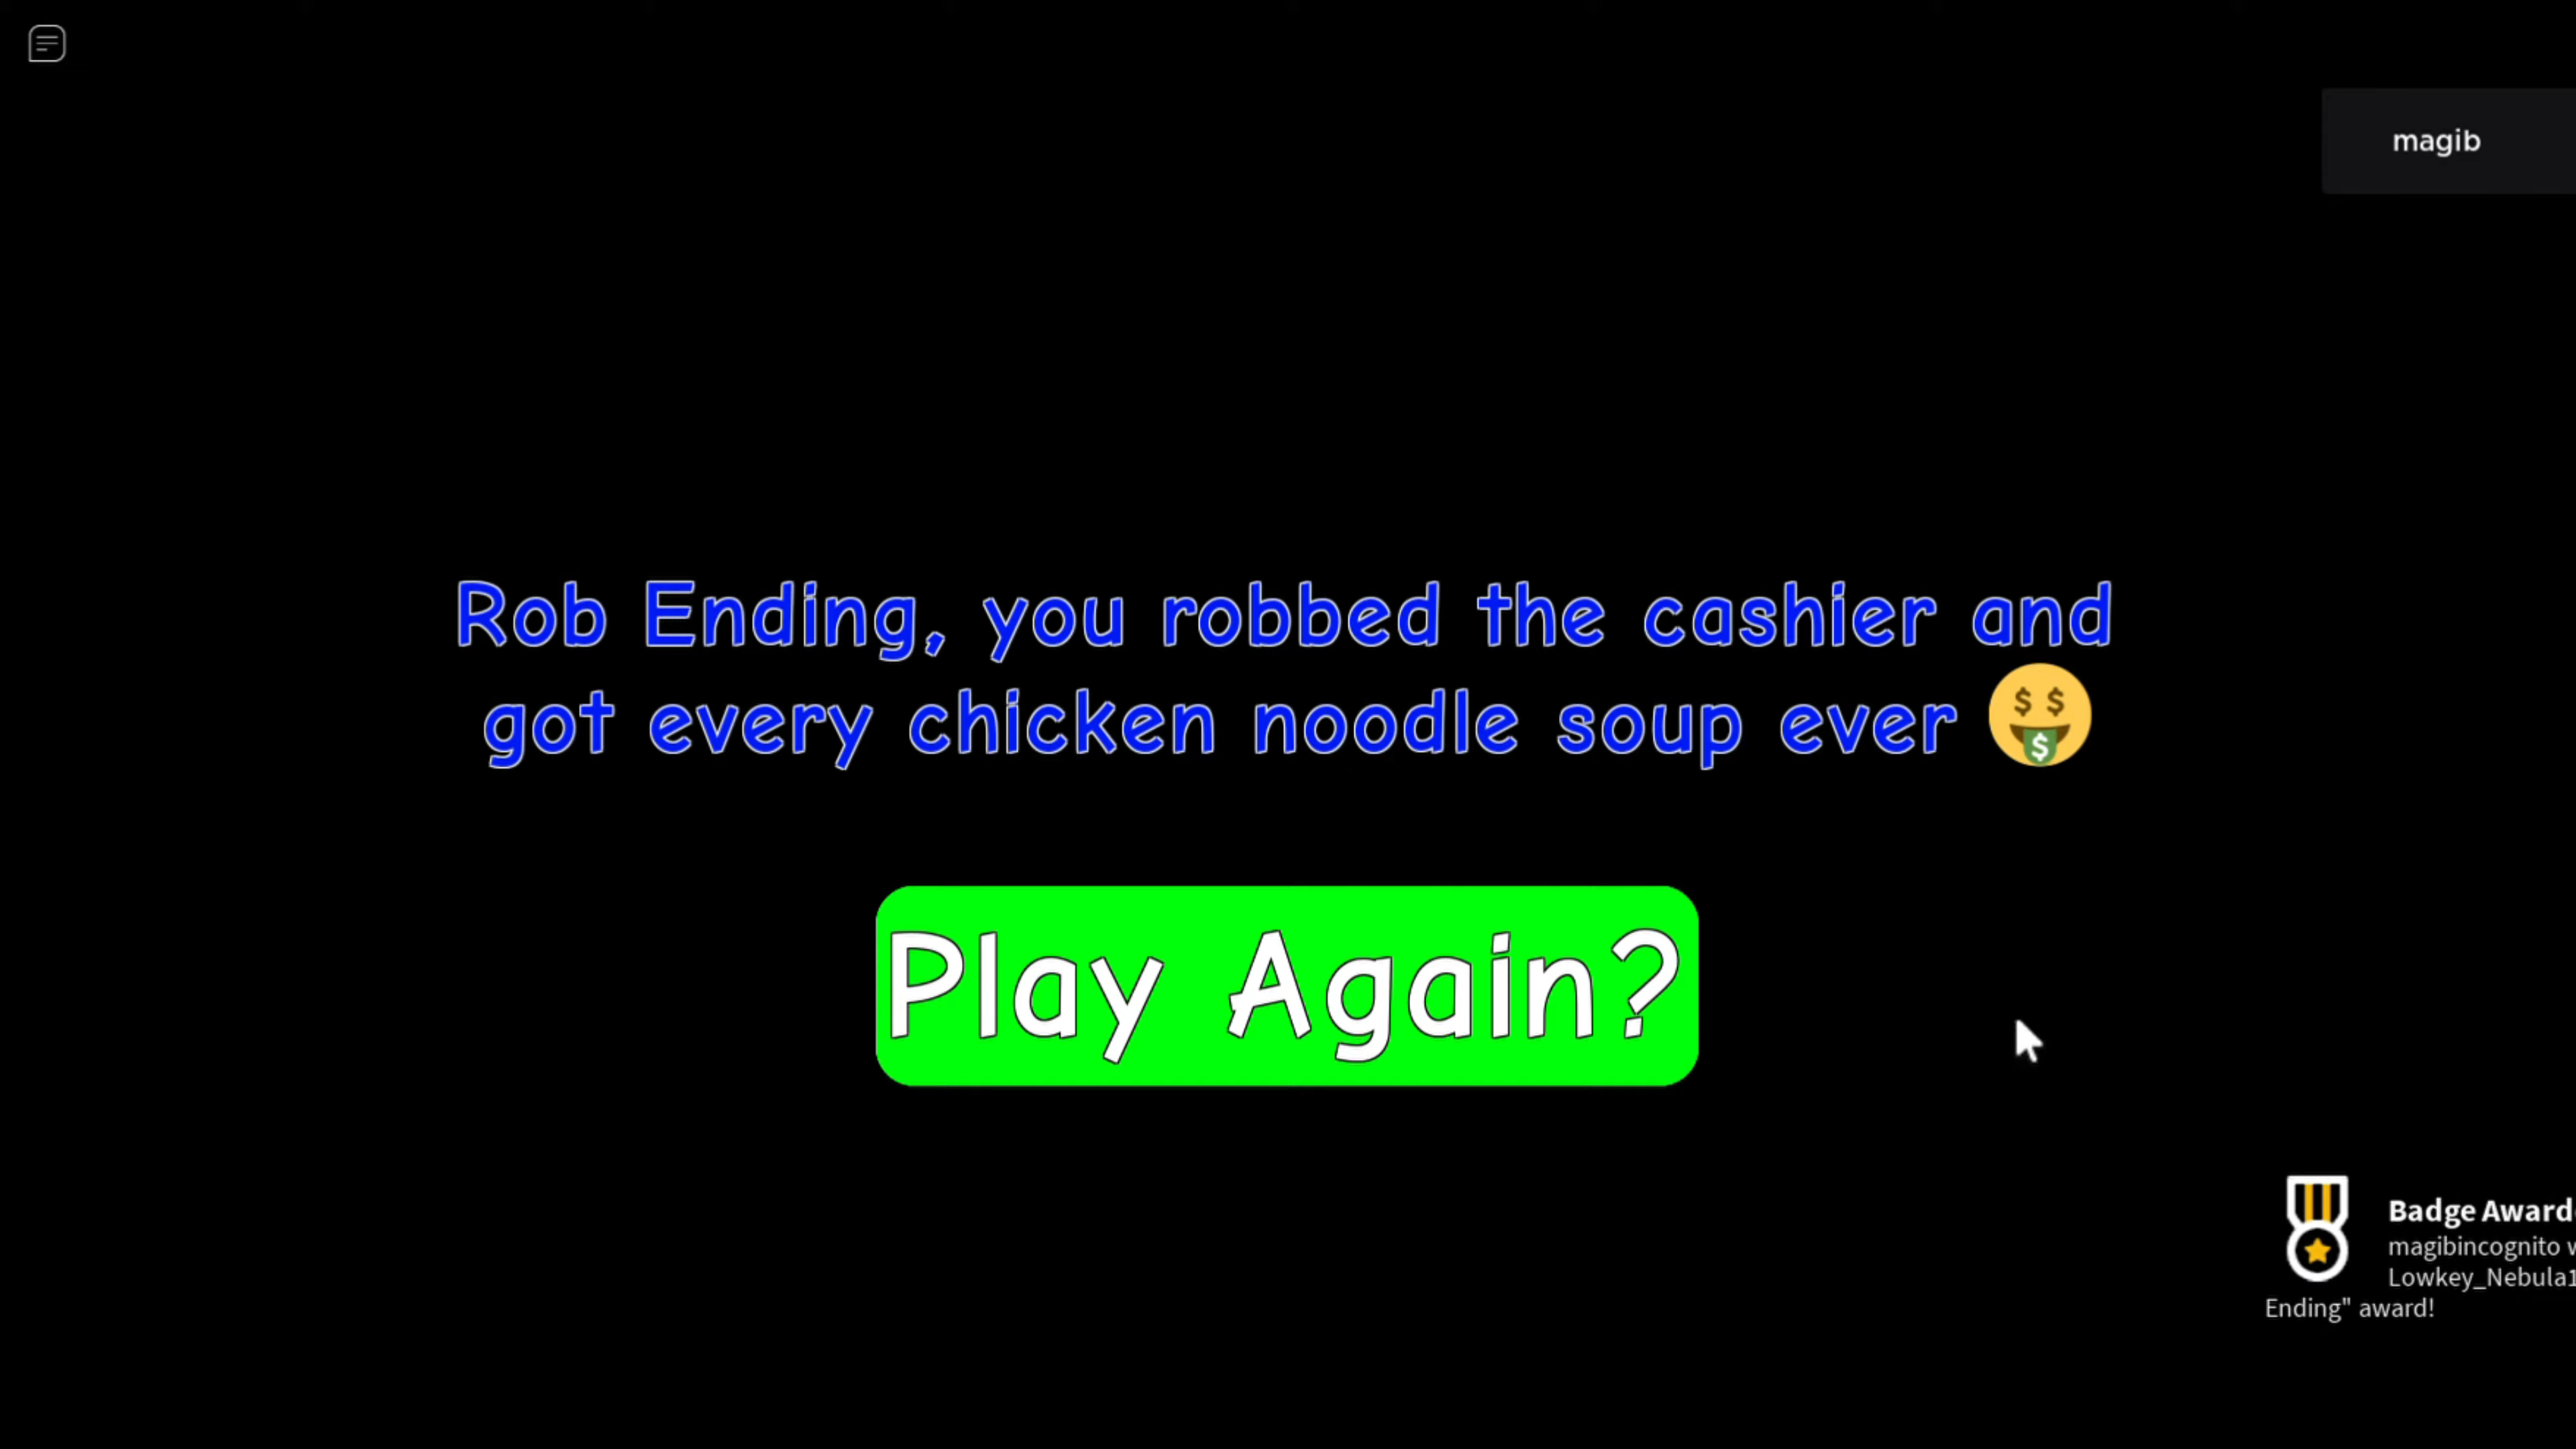 magib
Rob Ending, you robbed the cashier and
got every chicken noodle soup ever 🤑
Play Again?
Badge Award
magibincognito
Lowkey_Nebula1
Ending" award!